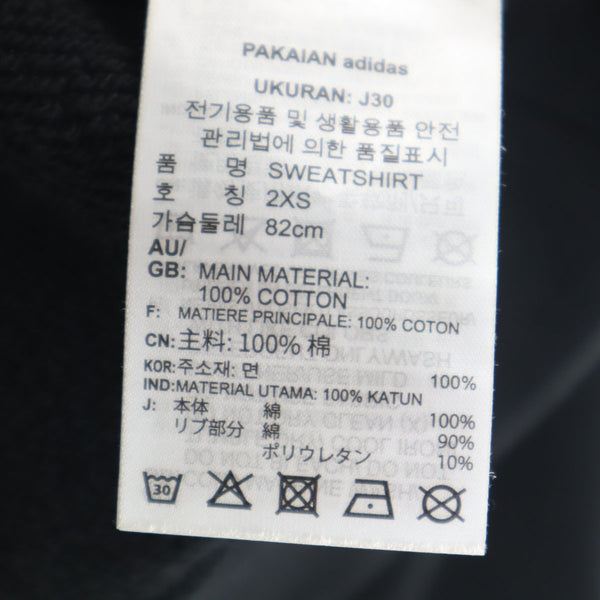 PAKAIAN adidas
UKURAN: J30
전기용품 및 생활용품 안전
관리법에 의한 품질표시
품 명 SWEATSHIRT
호 칭 2XS
가슴둘레 82cm
AU/
GB: MAIN MATERIAL:
100% COTTON
F: MATIERE PRINCIPALE: 100% COTON
CN: 主料: 100% 棉
KOR: 주소재: 면 100%
IND: MATERIAL UTAMA: 100% KATUN
J: 本体 綿 100%
リブ部分 綿 90%
ポリウレタン 10%
30